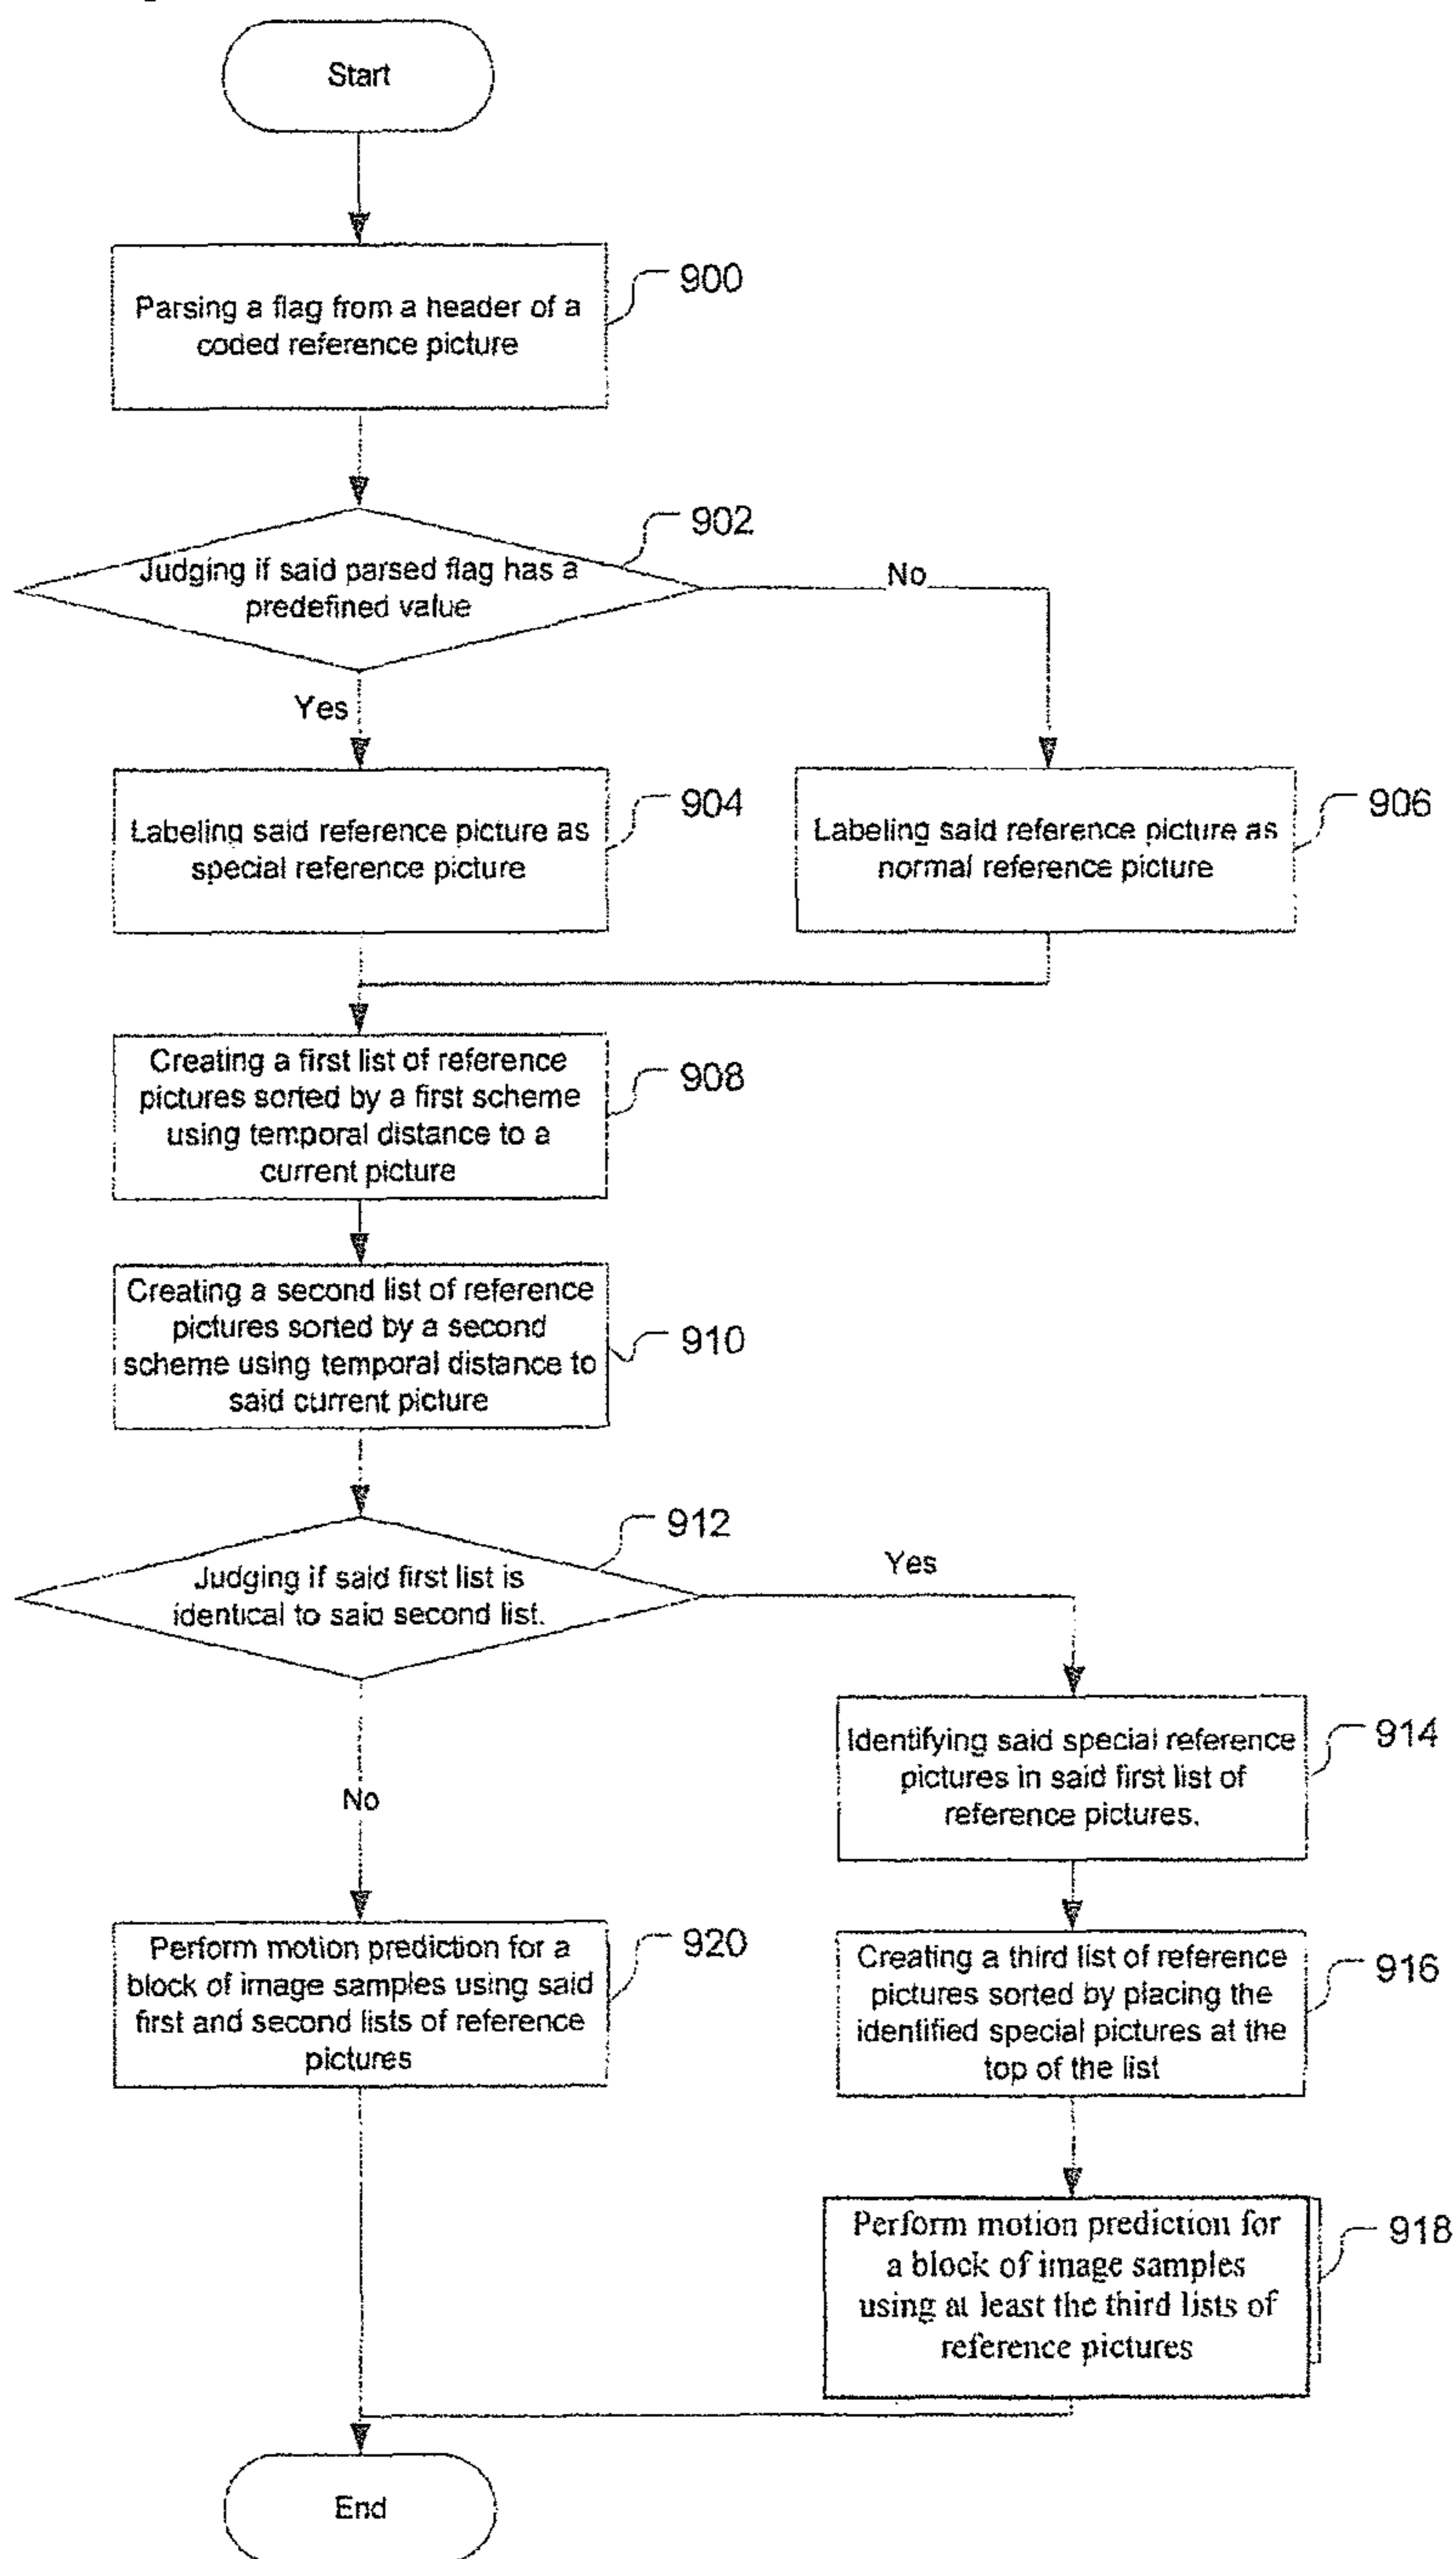 Start
900
Parsing a flag from a header of a
coded reference picture
902
Judging if said parsed flag has a
predefined value
No
Yes
904
Labeling said reference picture as
special reference picture
906
Labeling said reference picture as
normal reference picture
908
Creating a first list of reference
pictures sorted by a first scheme
using temporal distance to a
current picture
910
Creating a second list of reference
pictures sorted by a second
scheme using temporal distance to
said current picture
912
Judging if said first list is
identical to said second list.
Yes
No
914
Identifying said special reference
pictures in said first list of
reference pictures.
920
Perform motion prediction for a
block of image samples using said
first and second lists of reference
pictures
916
Creating a third list of reference
pictures sorted by placing the
identified special pictures at the
top of the list
918
Perform motion prediction for
a block of image samples
using at least the third lists of
reference pictures
End